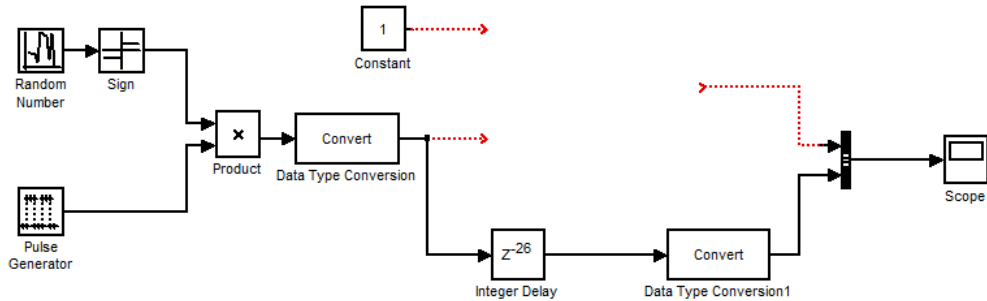 1
Constant
Random
Number
Sign
×
Product
Convert
Data Type Conversion
Scope
Pulse
Generator
Z-26
Integer Delay
Convert
Data Type Conversion1